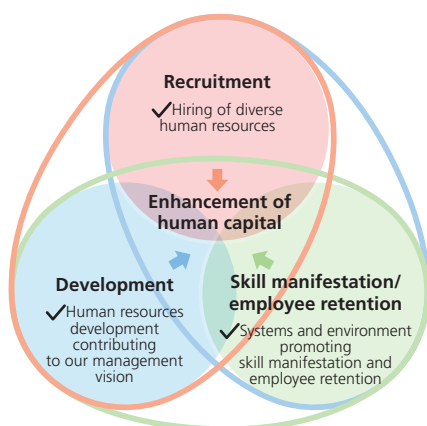 Recruitment
✓Hiring of diverse
human resources
Enhancement of
human capital
Development
✓Human resources
development
contributing
to our management
vision
Skill manifestation/
employee retention
✓Systems and environment
promoting
skill manifestation and
employee retention